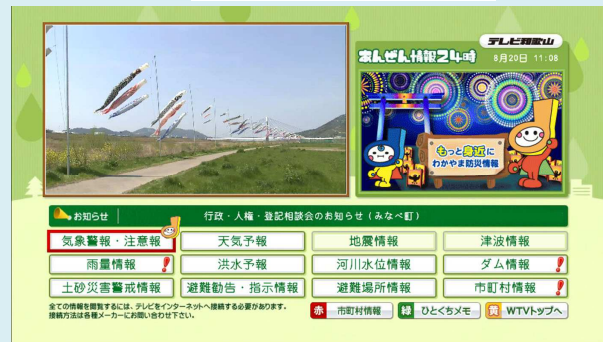 テレビ和歌山
あんぜん情報24時
8月20日 11:08
もっと身近に
わかやま防災情報
お知らせ
行政・人権・登記相談会のお知らせ（みなべ町）
気象警報・注意報
天気予報
地震情報
津波情報
雨量情報
洪水予報
河川水位情報
ダム情報
土砂災害警戒情報
避難勧告・指示情報
避難場所情報
市町村情報
全ての情報を閲覧するには、テレビをインターネットへ接続する必要があります。
接続方法は各種メーカーにお問い合わせ下さい。
赤 市町村情報
緑 ひとくちメモ
黄 WTVトップへ